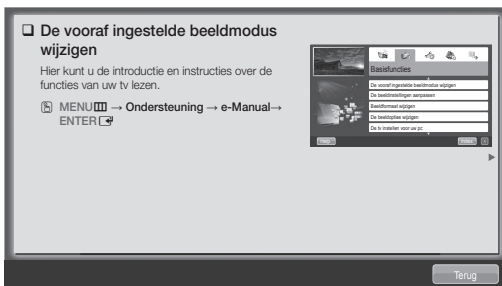 De vooraf ingestelde beeldmodus
wijzigen
Hier kunt u de introductie en instructies over de
functies van uw tv lezen.
MENU → Ondersteuning → e-Manual→
ENTER
Basisfuncties
De vooraf ingestelde beeldmodus wijzigen
De beeldinstellingen aanpassen
Beeldformaat wijzigen
De beeldopties wijzigen
De tv instellen voor uw pc
Index
Terug